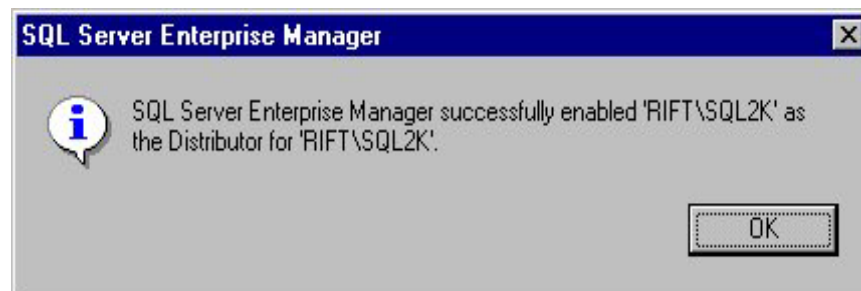 SQL Server Enterprise Manager
SQL Server Enterprise Manager successfully enabled 'RIFT\SQL2K' as
the Distributor for 'RIFT\SQL2K'.
OK